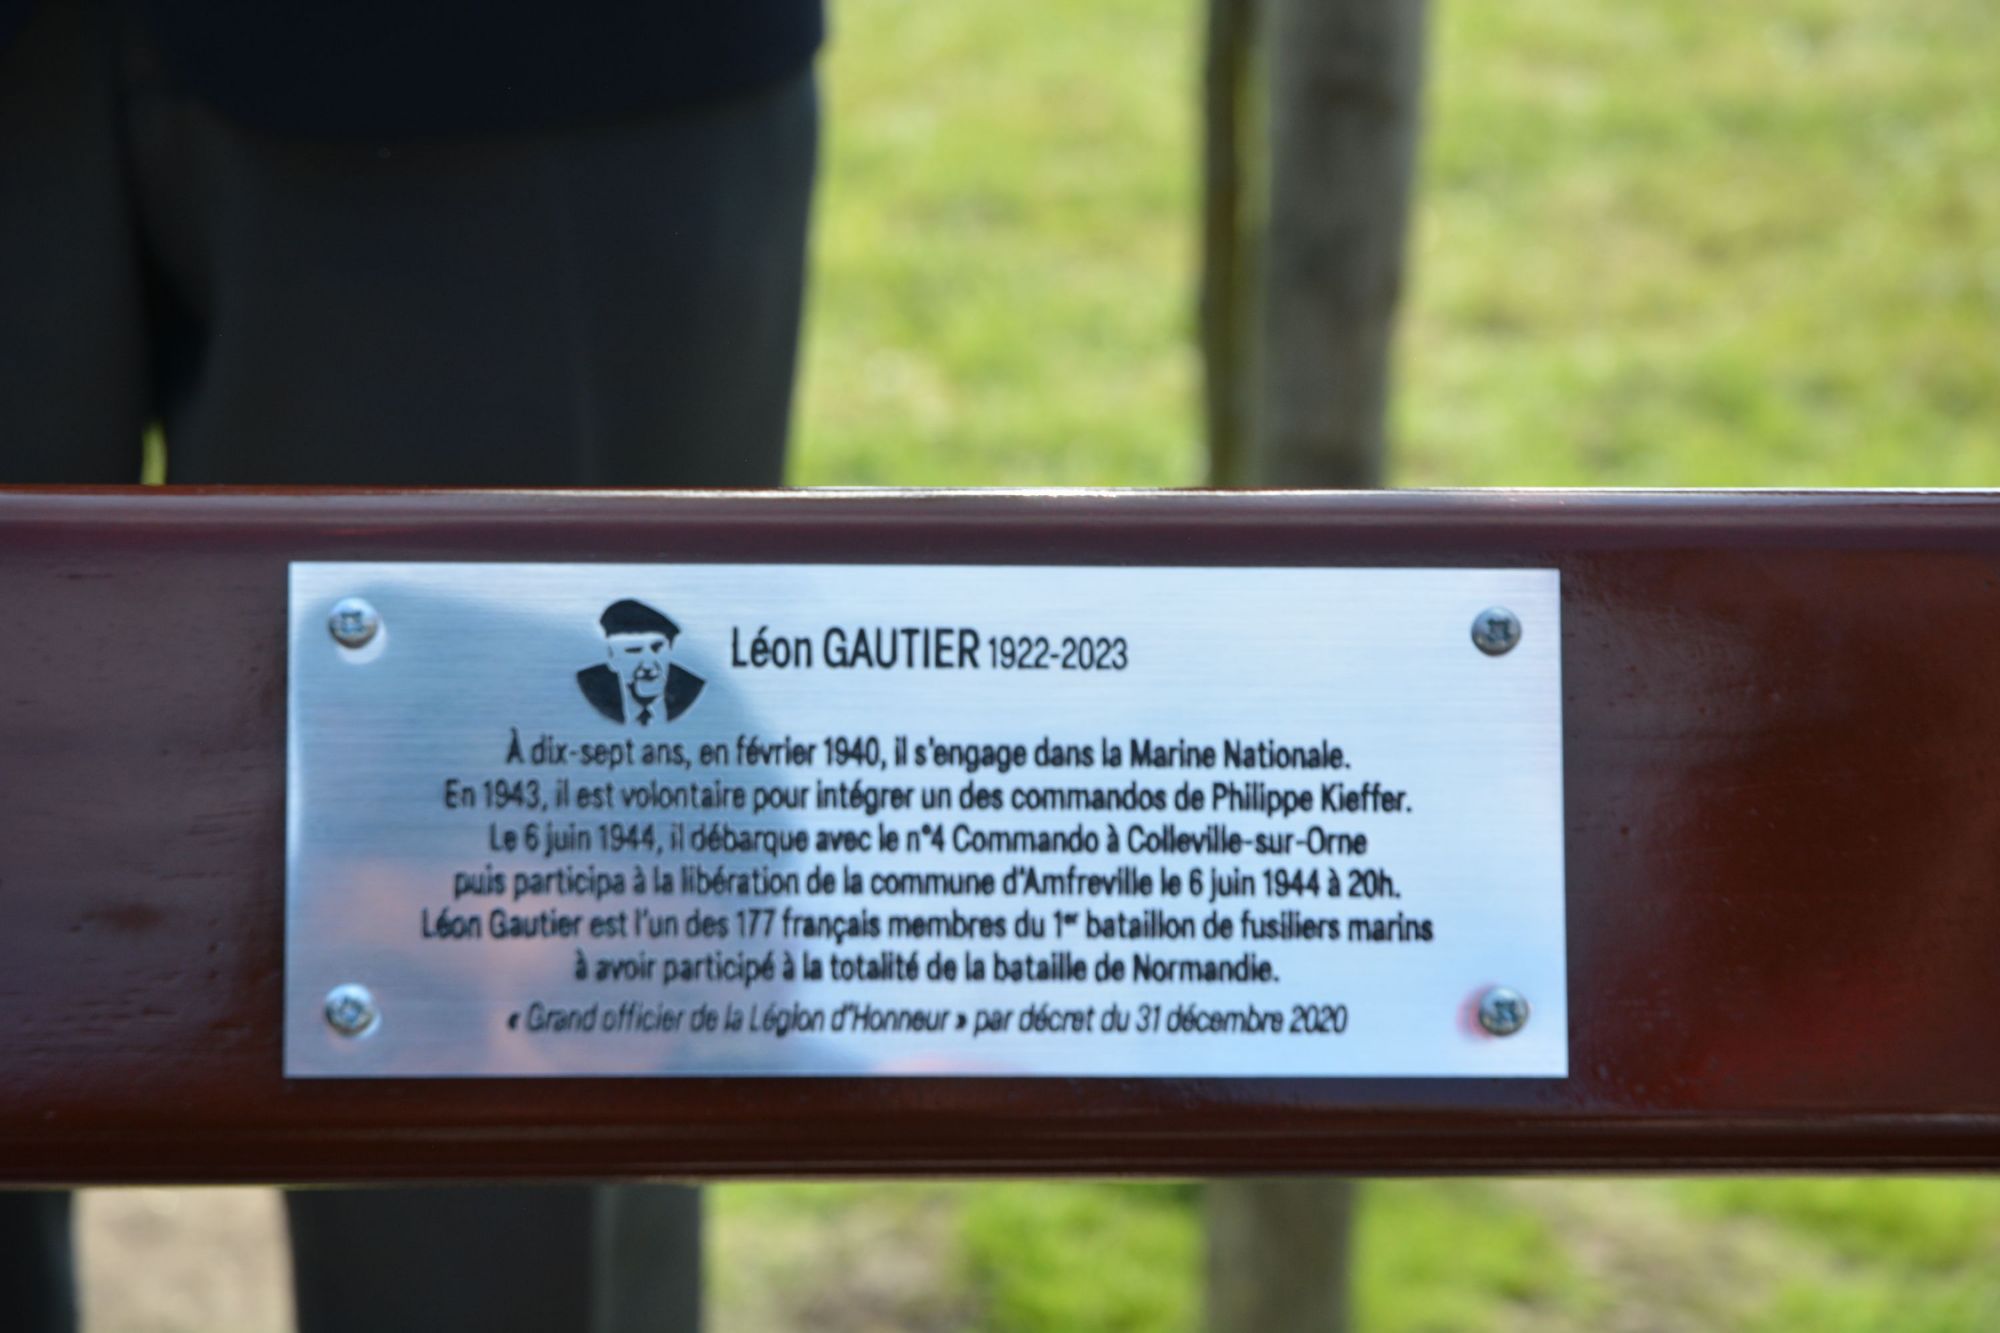 Léon GAUTIER 1922-2023
À dix-sept ans, en février 1940, il s'engage dans la Marine Nationale.
En 1943, il est volontaire pour intégrer un des commandos de Philippe Kieffer.
Le 6 juin 1944, il débarque avec le n°4 Commando à Colleville-sur-Orne
puis participa à la libération de la commune d'Amfreville le 6 juin 1944 à 20h.
Léon Gautier est l'un des 177 français membres du 1er bataillon de fusiliers marins
à avoir participé à la totalité de la bataille de Normandie.
« Grand officier de la Légion d'Honneur » par décret du 31 décembre 2020